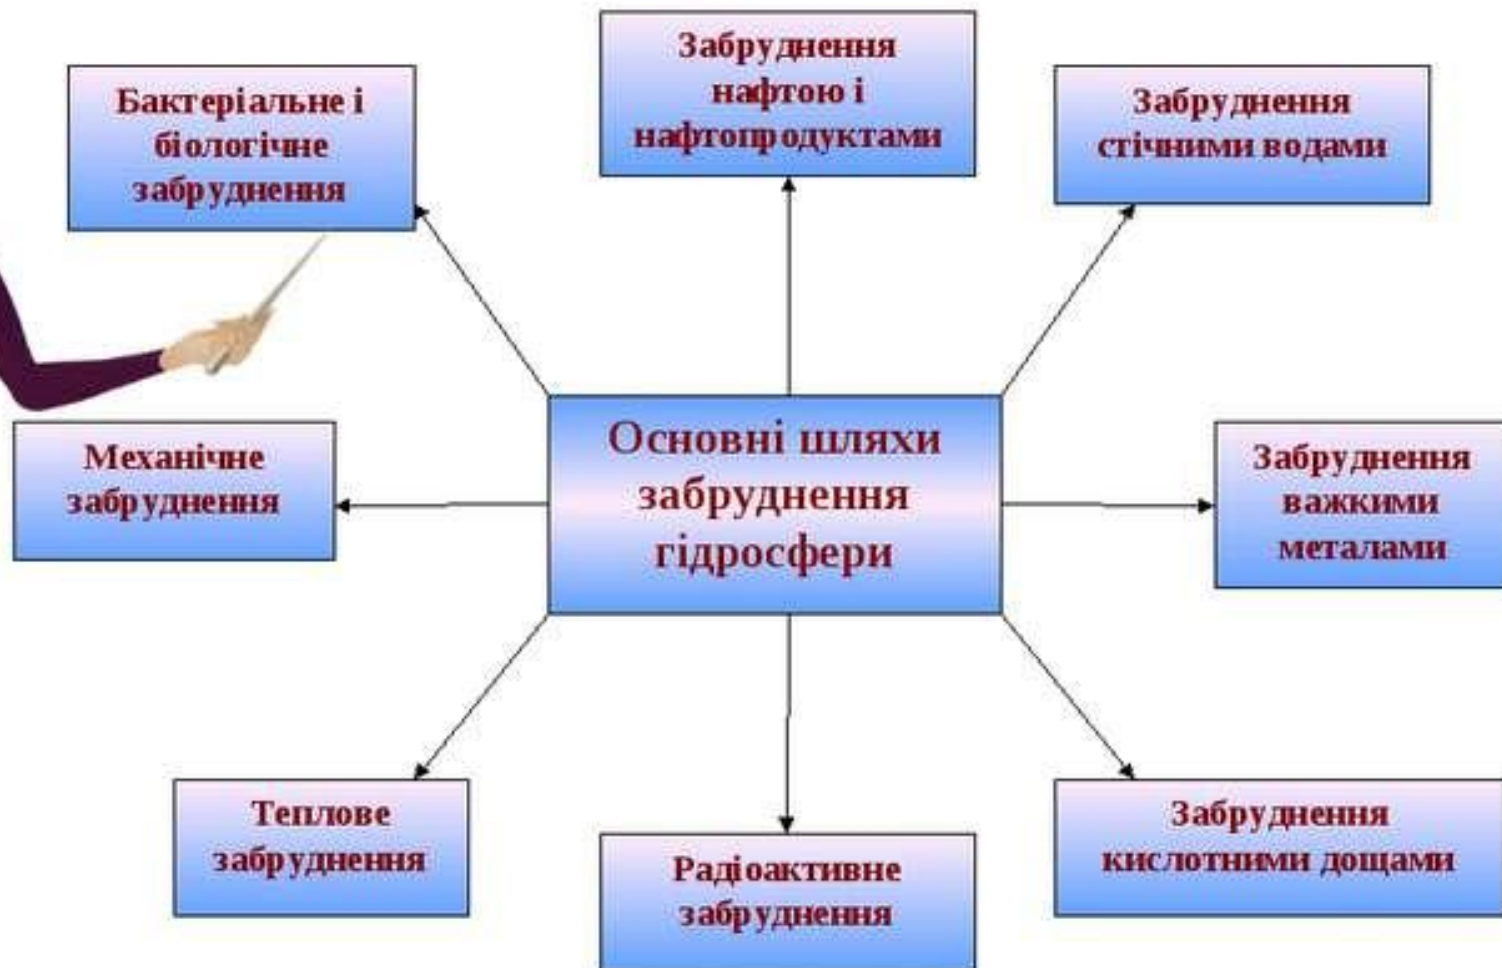 Забруднення
нафтою і
нафтопродуктами
Бактеріальне і
біологічне
забруднення
Забруднення
стічними водами
Основні шляхи
забруднення
гідросфери
Механічне
забруднення
Забруднення
важкими
металами
Теплове
забруднення
Радіоактивне
забруднення
Забруднення
кислотними дощами